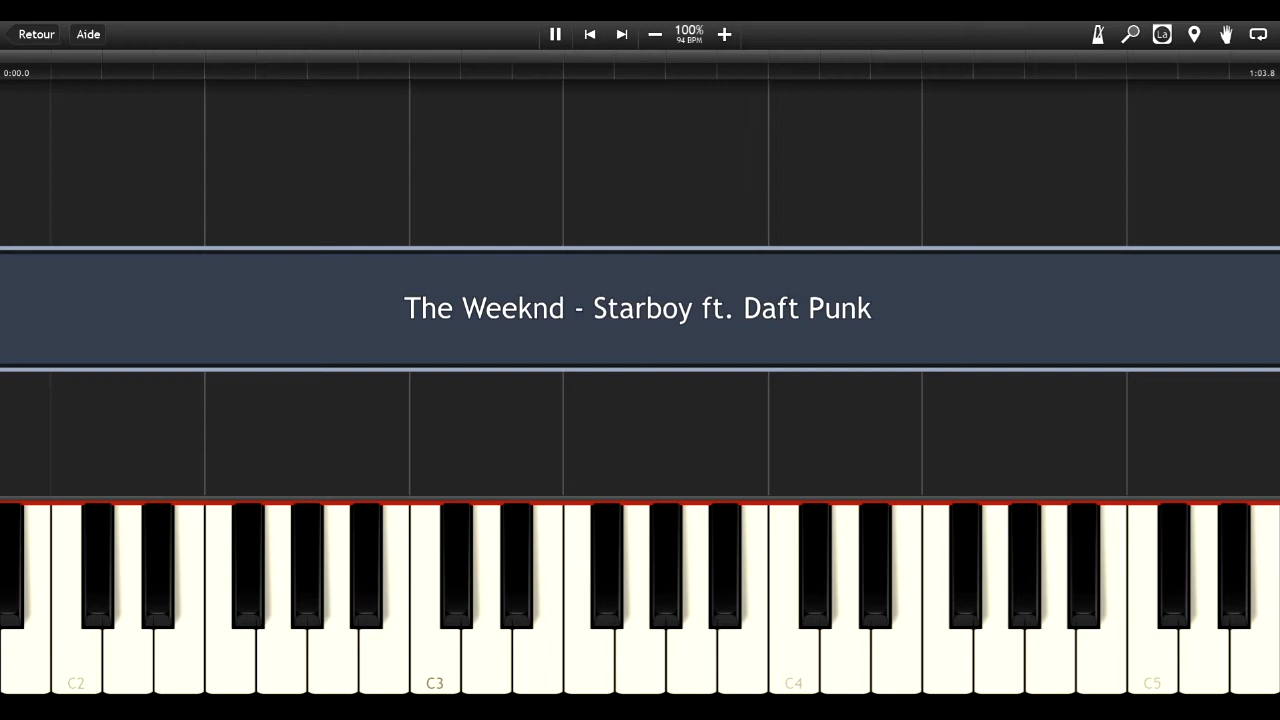 Retour Aide 100% La
94 BPM
0:00.0 1:03.8
The Weeknd - Starboy ft. Daft Punk
C2 C3 C4 C5